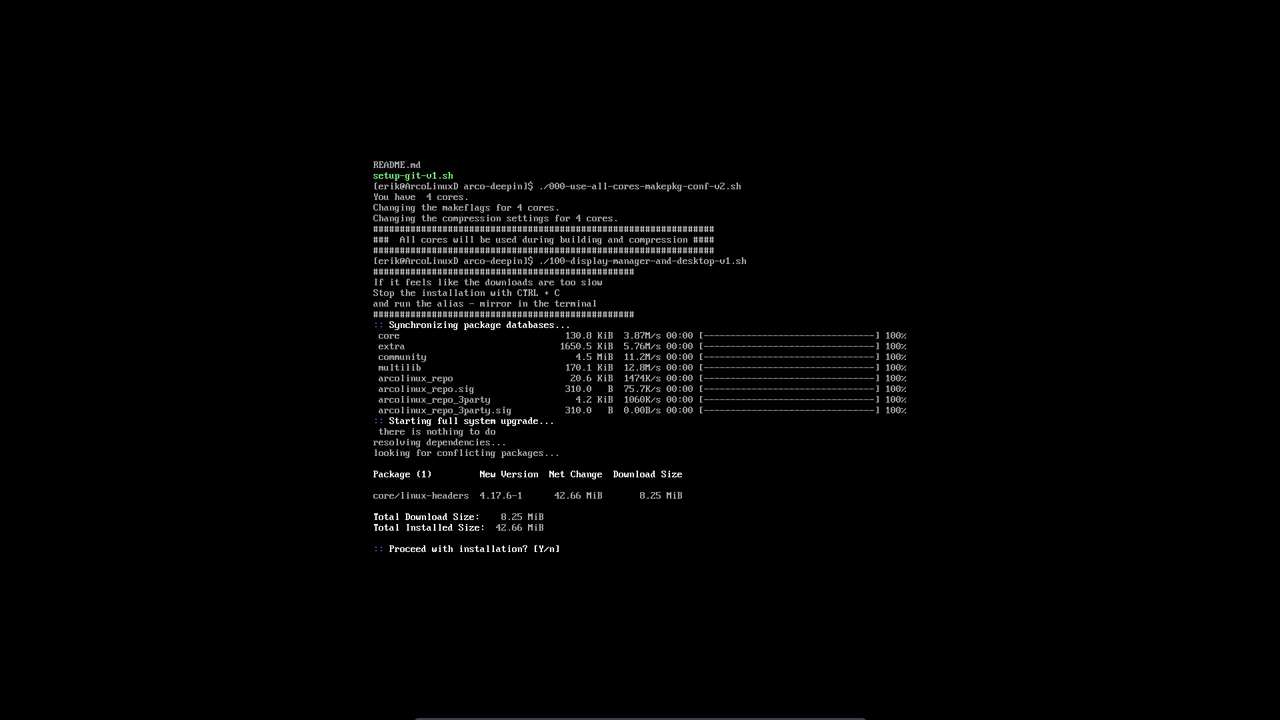 README.md
setup-git-v1.sh
[erik@ArcoLinuxD arco-deepin]$ ./000-use-all-cores-makepkg-conf-v2.sh
You have  4 cores.
Changing the makeflags for 4 cores.
Changing the compression settings for 4 cores.
################################################################
###  All cores will be used during building and compression ####
################################################################
[erik@ArcoLinuxD arco-deepin]$ ./100-display-manager-and-desktop-v1.sh
#################################################
If it feels like the downloads are too slow
Stop the installation with CTRL + C
and run the alias - mirror in the terminal
#################################################
:: Synchronizing package databases...
 core                               130.8 KiB  3.87M/s 00:00 [--------------------------------] 100%
 extra                             1650.5 KiB  5.76M/s 00:00 [--------------------------------] 100%
 community                            4.5 MiB  11.2M/s 00:00 [--------------------------------] 100%
 multilib                           170.1 KiB  12.8M/s 00:00 [--------------------------------] 100%
 arcolinux_repo                      20.6 KiB  1474K/s 00:00 [--------------------------------] 100%
 arcolinux_repo.sig                 310.0   B  75.7K/s 00:00 [--------------------------------] 100%
 arcolinux_repo_3party                4.2 KiB  1060K/s 00:00 [--------------------------------] 100%
 arcolinux_repo_3party.sig          310.0   B  0.00B/s 00:00 [--------------------------------] 100%
:: Starting full system upgrade...
 there is nothing to do
resolving dependencies...
looking for conflicting packages...
Package (1)         New Version  Net Change  Download Size
core/linux-headers  4.17.6-1      42.66 MiB       8.25 MiB
Total Download Size:    8.25 MiB
Total Installed Size:  42.66 MiB
:: Proceed with installation? [Y/n]